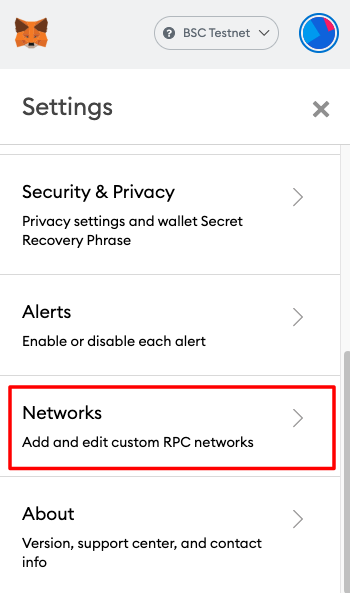 BSC Testnet
Settings
Security & Privacy
Privacy settings and wallet Secret
Recovery Phrase
Alerts
Enable or disable each alert
Networks
Add and edit custom RPC networks
About
Version, support center, and contact
info